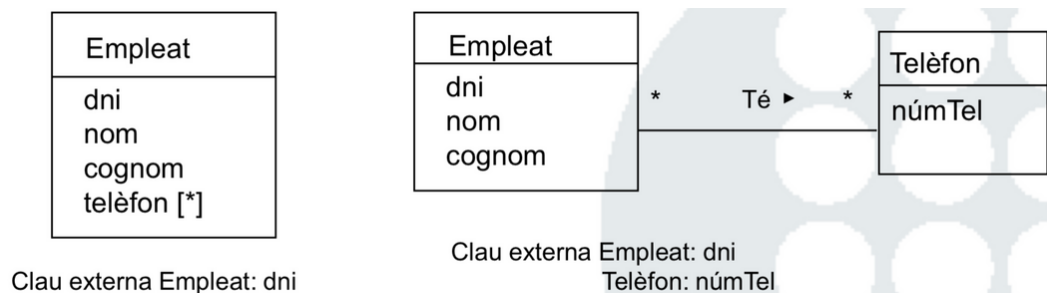 Empleat
dni
nom
cognom
telèfon [*]
Clau externa Empleat: dni
Empleat
dni
nom
cognom
* Té ► *
Telèfon
númTel
Clau externa Empleat: dni
Telèfon: númTel